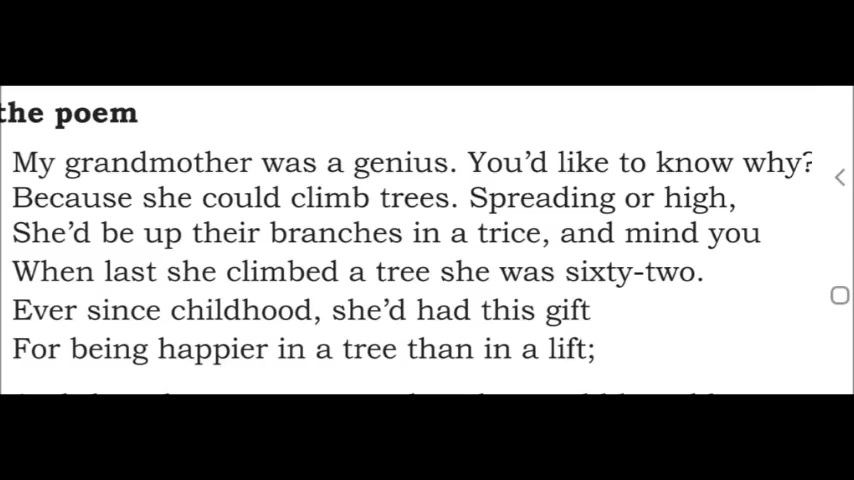 the poem
My grandmother was a genius. You'd like to know why?
Because she could climb trees. Spreading or high,
She'd be up their branches in a trice, and mind you
When last she climbed a tree she was sixty-two.
Ever since childhood, she'd had this gift
For being happier in a tree than in a lift;